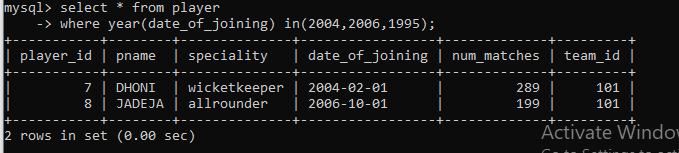 mysql> select * from player
    -> where year(date_of_joining) in(2004,2006,1995);
+-----------+--------+--------------+-----------------+-------------+---------+
| player_id | pname  | speciality   | date_of_joining | num_matches | team_id |
+-----------+--------+--------------+-----------------+-------------+---------+
|         7 | DHONI  | wicketkeeper | 2004-02-01      |         289 |     101 |
|         8 | JADEJA | allrounder   | 2006-10-01      |         199 |     101 |
+-----------+--------+--------------+-----------------+-------------+---------+
2 rows in set (0.00 sec)
Activate Window